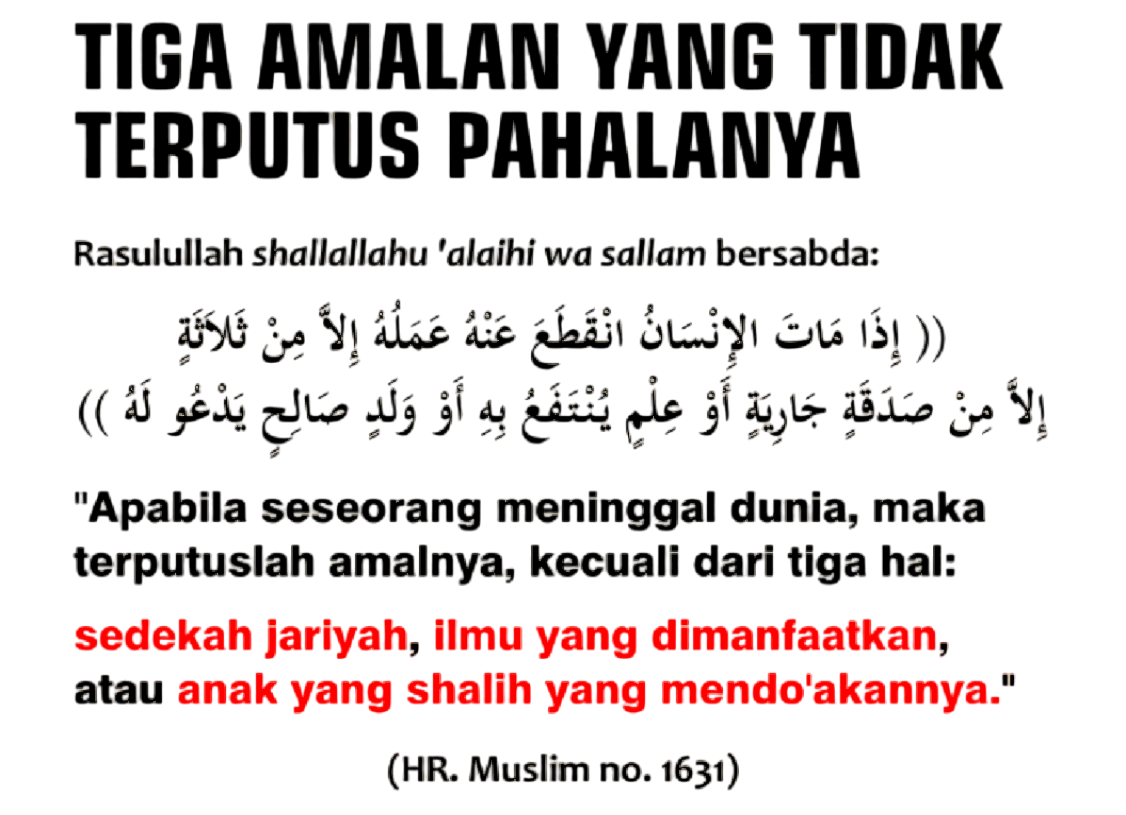 TIGA AMALAN YANG TIDAK
TERPUTUS PAHALANYA
Rasulullah shallallahu 'alaihi wa sallam bersabda:
(( إِذَا مَاتَ الإِنْسَانُ انْقَطَعَ عَنْهُ عَمَلُهُ إِلاَّ مِنْ ثَلاَثَةٍ
إِلاَّ مِنْ صَدَقَةٍ جَارِيَةٍ أَوْ عِلْمٍ يُنْتَفَعُ بِهِ أَوْ وَلَدٍ صَالِحٍ يَدْعُو لَهُ ))
"Apabila seseorang meninggal dunia, maka
terputuslah amalnya, kecuali dari tiga hal:
sedekah jariyah, ilmu yang dimanfaatkan,
atau anak yang shalih yang mendo'akannya."
(HR. Muslim no. 1631)